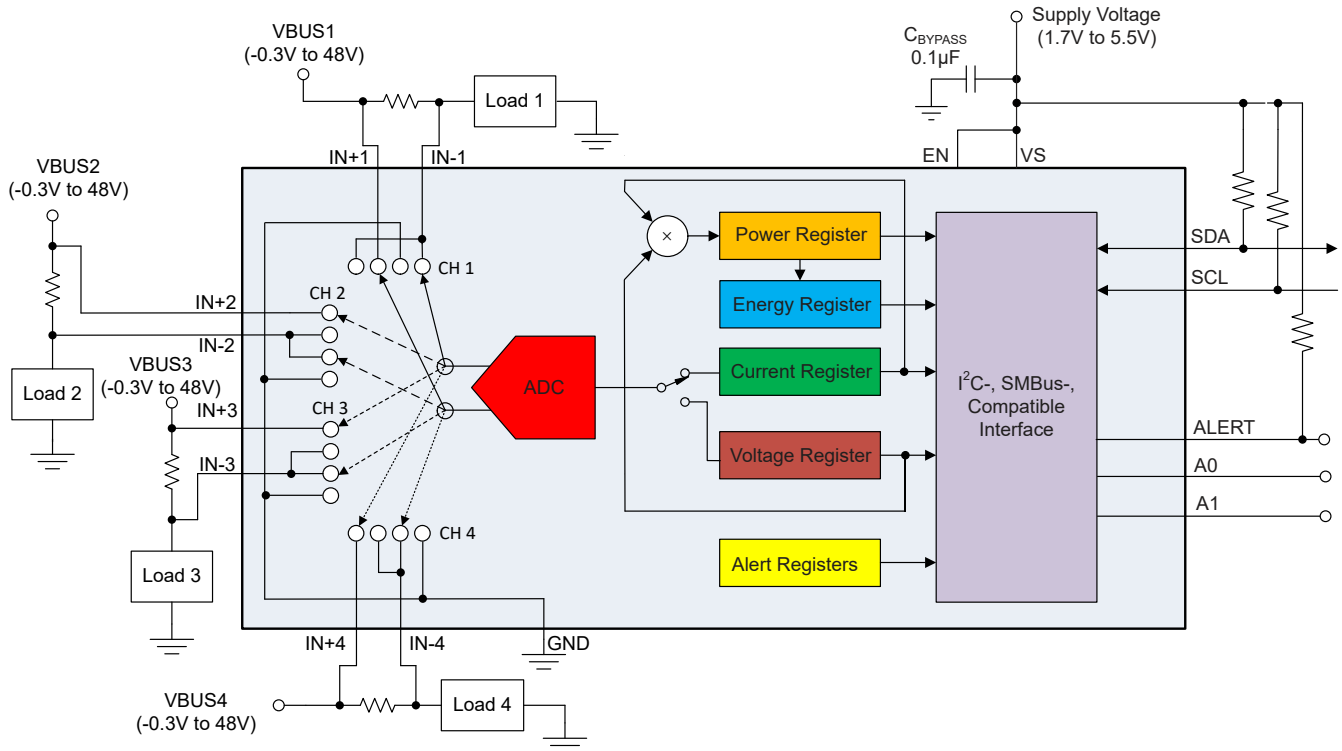 VBUS1
(-0.3V to 48V)
Load 1
IN+1
IN-1
Supply Voltage
(1.7V to 5.5V)
CBYPASS
0.1µF
EN
VS
VBUS2
(-0.3V to 48V)
IN+2
IN-2
Load 2
VBUS3
(-0.3V to 48V)
IN+3
IN-3
Load 3
CH 1
CH 2
CH 3
CH 4
ADC
×
Power Register
Energy Register
Current Register
Voltage Register
Alert Registers
I²C-, SMBus-,
Compatible
Interface
SDA
SCL
ALERT
A0
A1
IN+4
IN-4
GND
VBUS4
(-0.3V to 48V)
Load 4